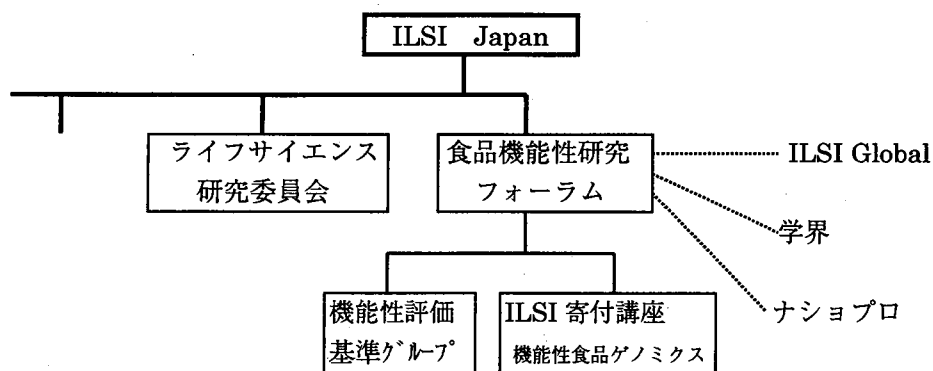 ILSI Japan
ライフサイエンス
研究委員会
食品機能性研究
フォーラム
ILSI Global
学界
ナショプロ
機能性評価
基準ｸﾞﾙｰﾌﾟ
ILSI 寄付講座
機能性食品ゲノミクス